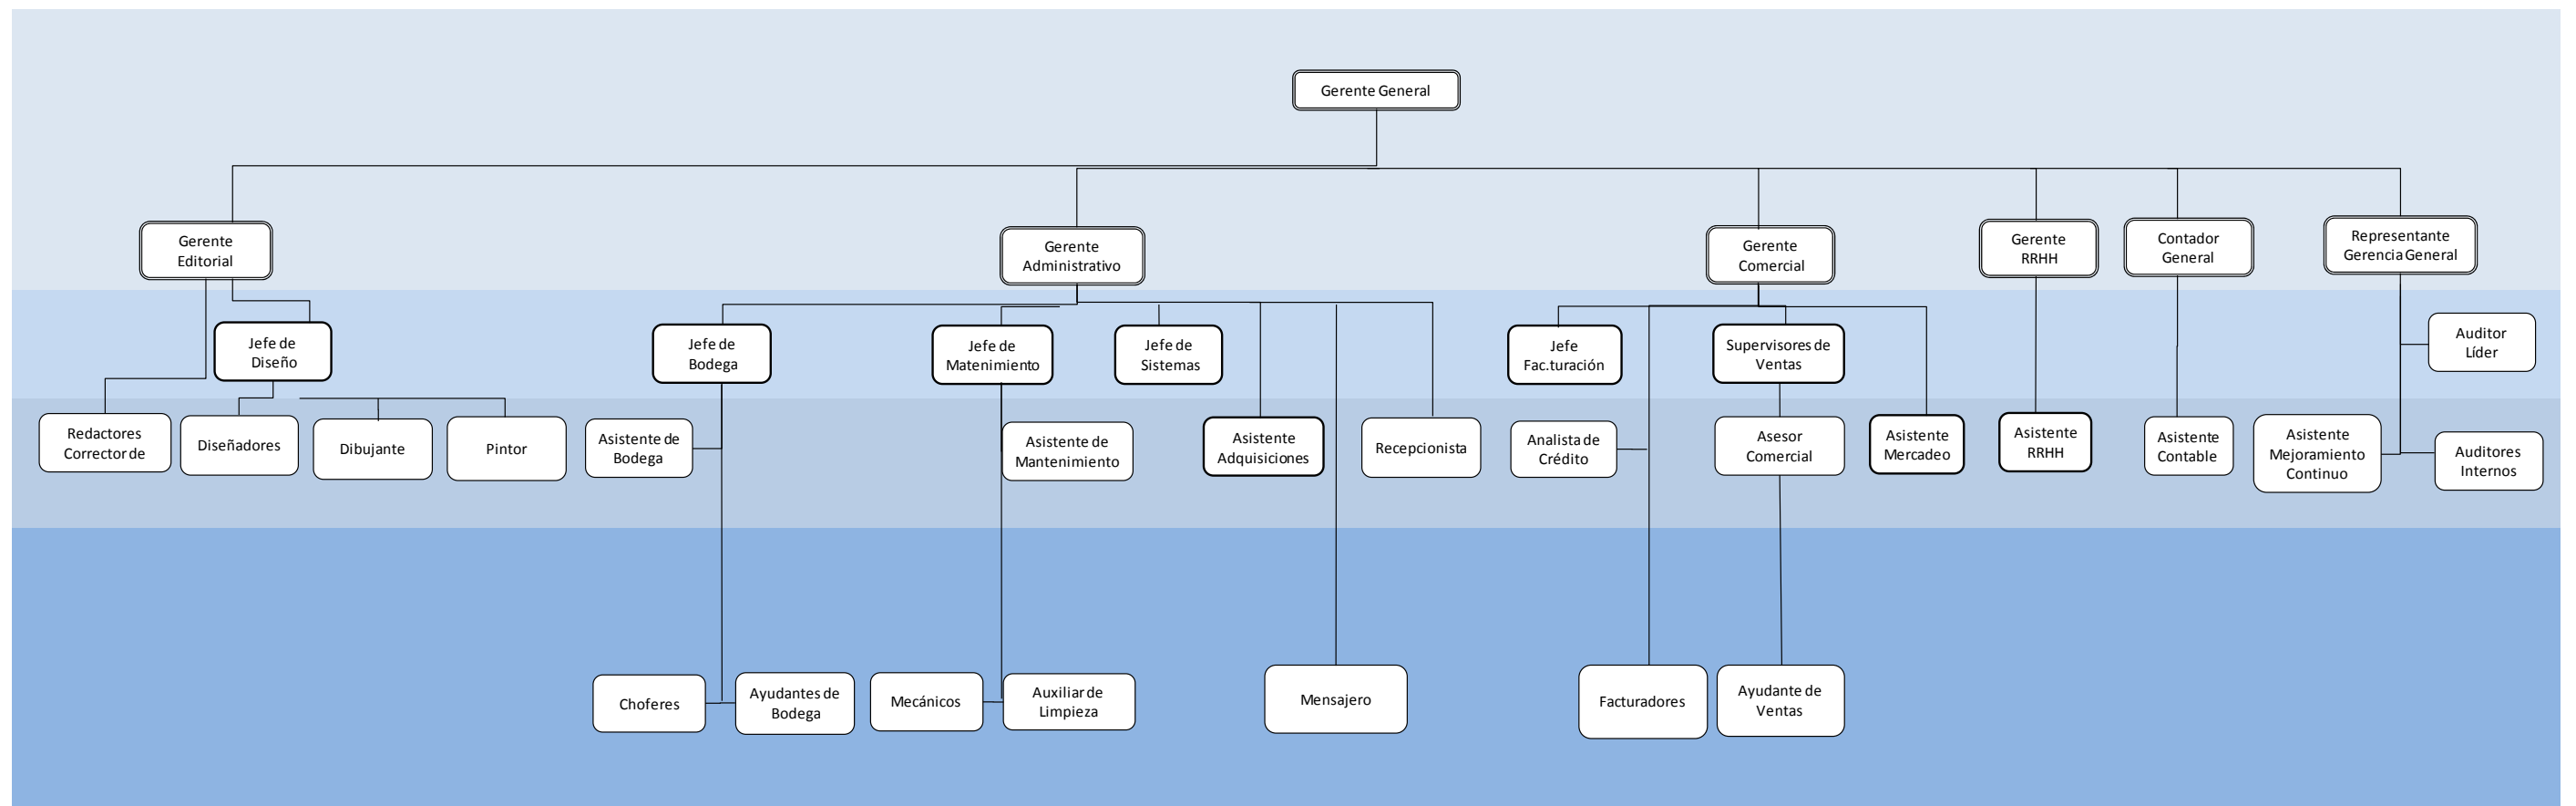 Gerente General
Gerente
Editorial
Gerente
Administrativo
Gerente
Comercial
Gerente
RRHH
Contador
General
Representante
Gerencia General
Jefe de
Diseño
Jefe de
Bodega
Jefe de
Matenimiento
Jefe de
Sistemas
Jefe
Fac.turación
Supervisores de
Ventas
Auditor
Líder
Redactores
Corrector de
Diseñadores
Dibujante
Pintor
Asistente de
Bodega
Asistente de
Mantenimiento
Asistente
Adquisiciones
Recepcionista
Analista de
Crédito
Asesor
Comercial
Asistente
Mercadeo
Asistente
RRHH
Asistente
Contable
Asistente
Mejoramiento
Continuo
Auditores
Internos
Choferes
Ayudantes de
Bodega
Mecánicos
Auxiliar de
Limpieza
Mensajero
Facturadores
Ayudante de
Ventas